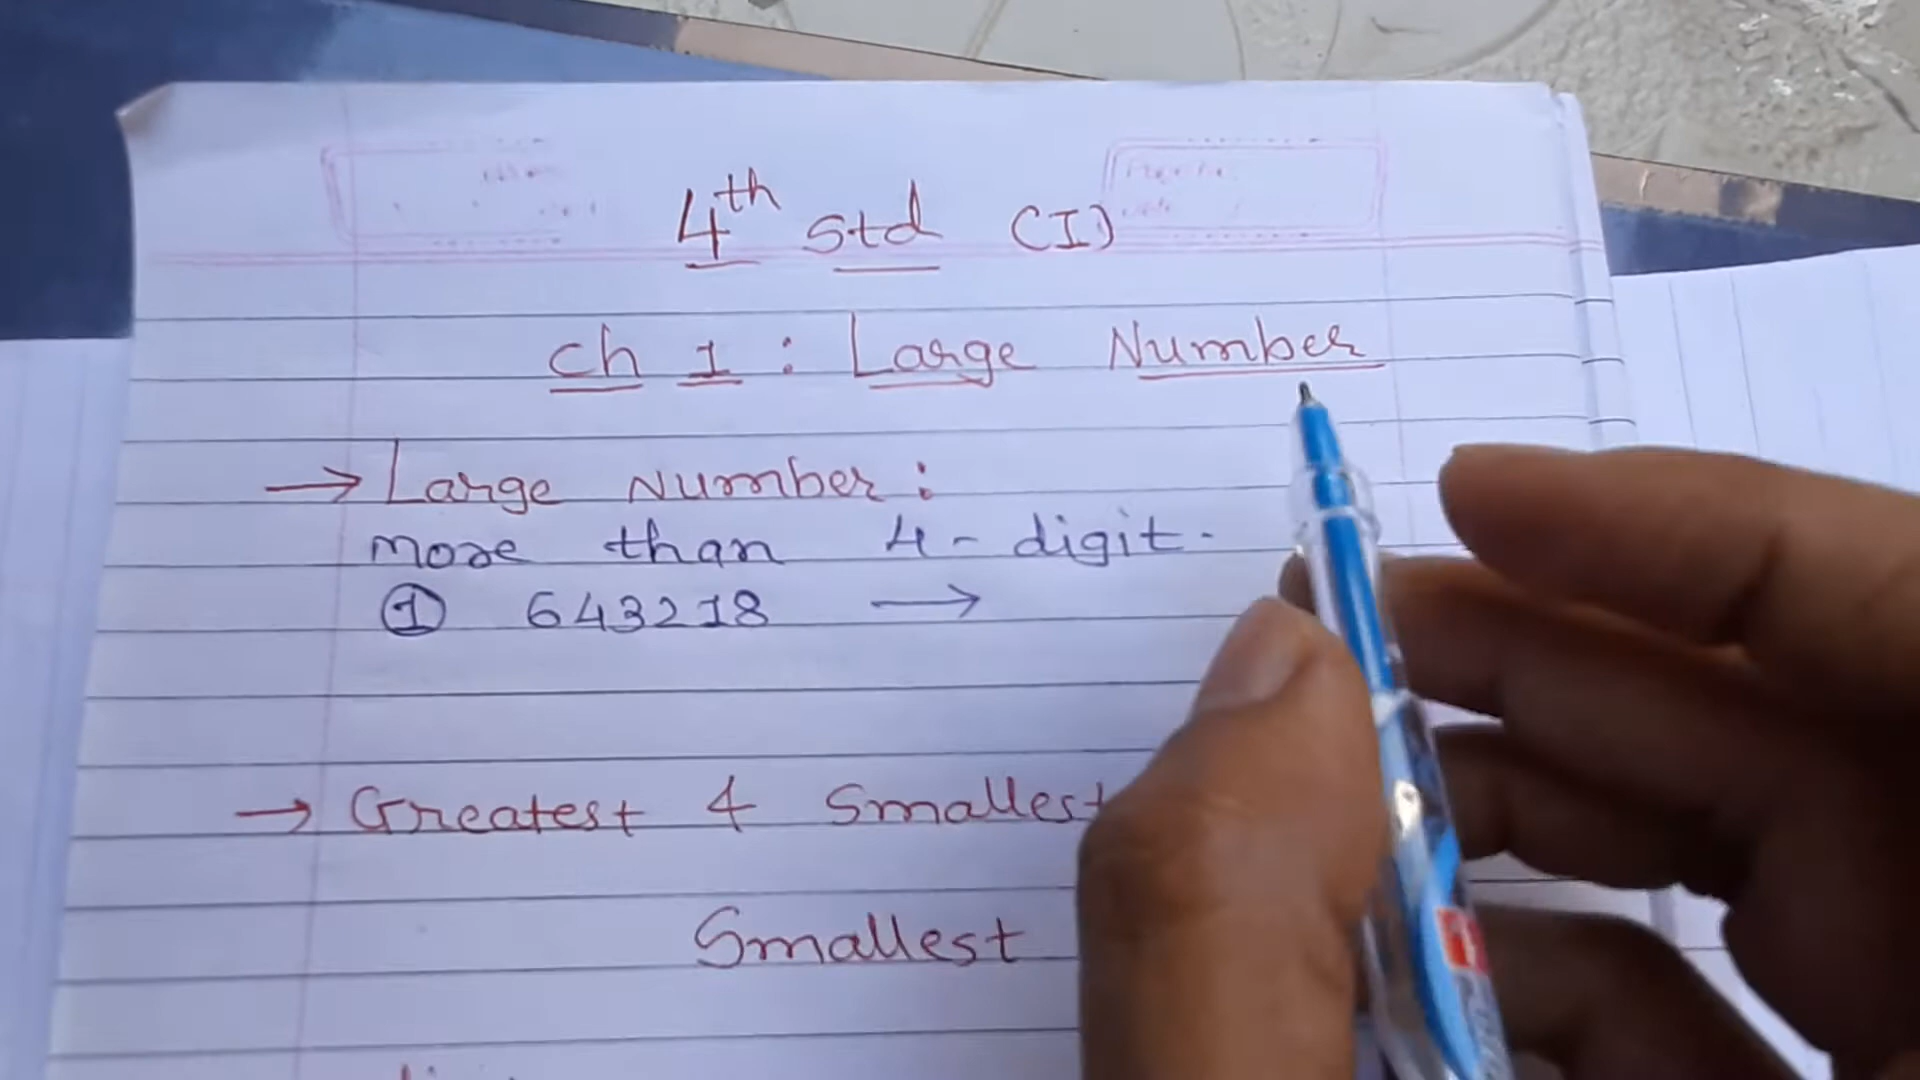 4th Std (I)
Ch 1 : Large Number
→ Large Number :
more than 4- digit.
① 643218 →
→ Greatest & Smallest
Smallest